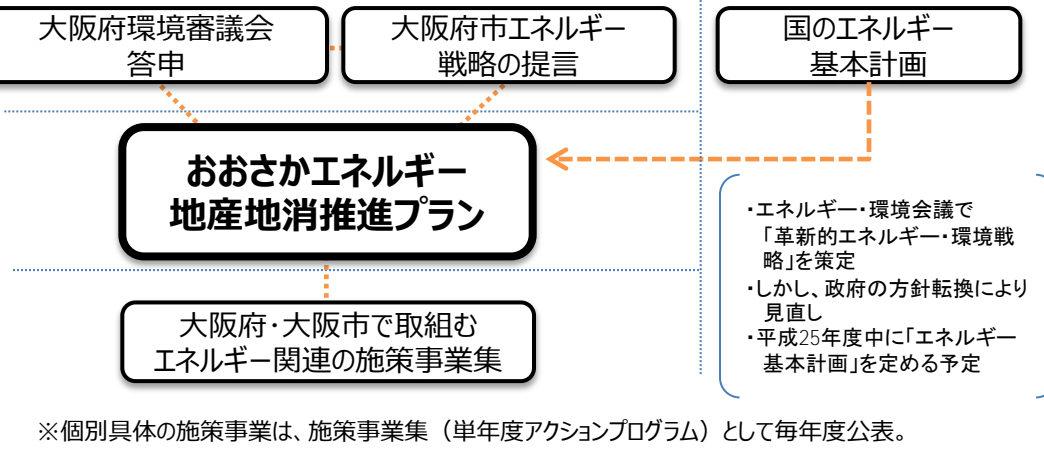 大阪府環境審議会
答申
大阪府市エネルギー
戦略の提言
国のエネルギー
基本計画
おおさかエネルギー
地産地消推進プラン
・エネルギー・環境会議で
「革新的エネルギー・環境戦
略」を策定
・しかし、政府の方針転換により
見直し
・平成25年度中に「エネルギー
基本計画」を定める予定
大阪府・大阪市で取組む
エネルギー関連の施策事業集
※個別具体の施策事業は、施策事業集（単年度アクションプログラム）として毎年度公表。